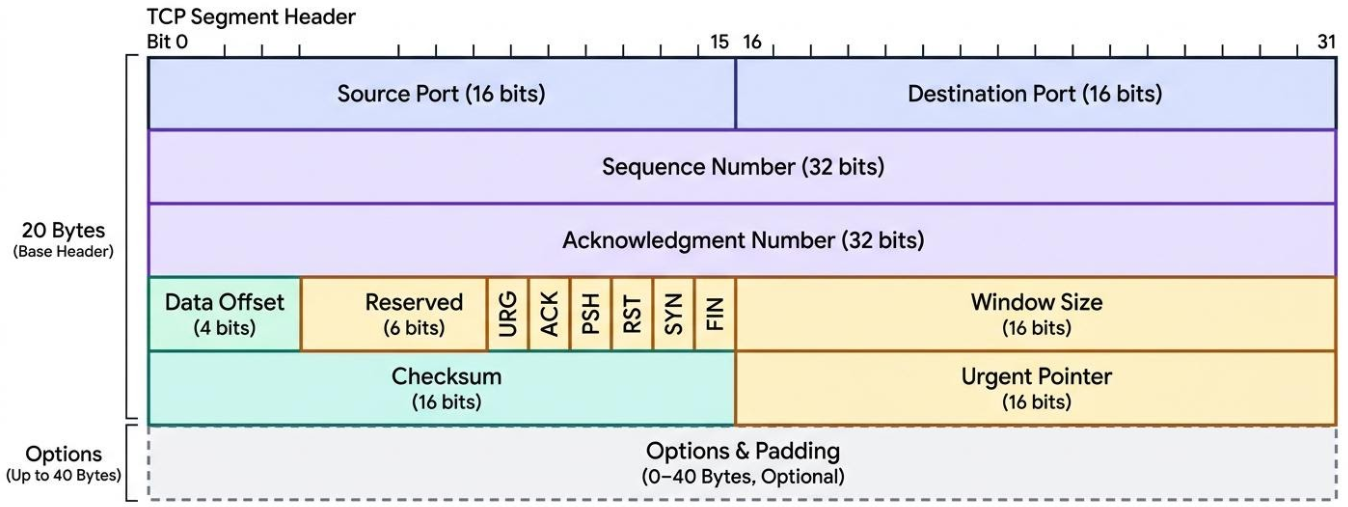 TCP Segment Header
Bit 0 15 16 31
Source Port (16 bits) Destination Port (16 bits)
Sequence Number (32 bits)
Acknowledgment Number (32 bits)
20 Bytes
(Base Header)
Data Offset
(4 bits)
Reserved
(6 bits)
URG
ACK
PSH
RST
SYN
FIN
Window Size
(16 bits)
Checksum
(16 bits)
Urgent Pointer
(16 bits)
Options
(Up to 40 Bytes)
Options & Padding
(0–40 Bytes, Optional)